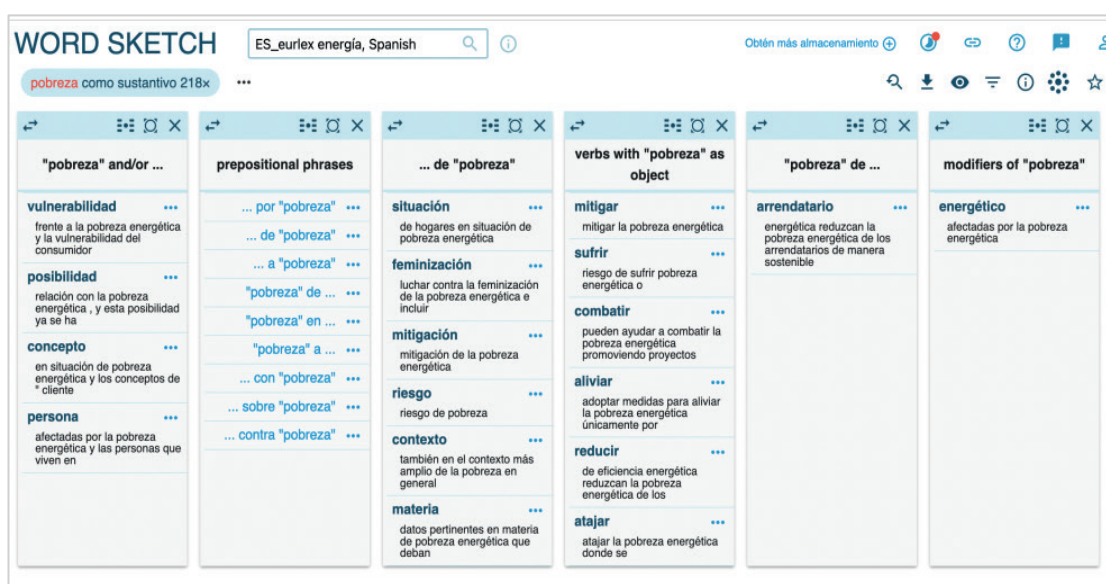 WORD SKETCH
ES_eurlex energía, Spanish
Obtén más almacenamiento
pobreza como sustantivo 218x
"pobreza" and/or ...
vulnerabilidad
frente a la pobreza energética
y la vulnerabilidad del
consumidor
posibilidad
relación con la pobreza
energética , y esta posibilidad
ya se ha
concepto
en situación de pobreza
energética y los conceptos de
" cliente
persona
afectadas por la pobreza
energética y las personas que
viven en
prepositional phrases
... por "pobreza"
... de "pobreza"
... a "pobreza"
"pobreza" de ...
"pobreza" en ...
"pobreza" a ...
... con "pobreza"
... sobre "pobreza"
... contra "pobreza"
... de "pobreza"
situación
de hogares en situación de
pobreza energética
feminización
luchar contra la feminización
de la pobreza energética e
incluir
mitigación
mitigación de la pobreza
energética
riesgo
riesgo de pobreza
contexto
también en el contexto más
amplio de la pobreza en
general
materia
datos pertinentes en materia
de pobreza energética que
deban
verbs with "pobreza" as
object
mitigar
mitigar la pobreza energética
sufrir
riesgo de sufrir pobreza
energética o
combatir
pueden ayudar a combatir la
pobreza energética
promoviendo proyectos
aliviar
adoptar medidas para aliviar
la pobreza energética
únicamente por
reducir
de eficiencia energética
reduzcan la pobreza
energética de los
atajar
atajar la pobreza energética
donde se
"pobreza" de ...
arrendatario
energética reduzcan la
pobreza energética de los
arrendatarios de manera
sostenible
modifiers of "pobreza"
energético
afectadas por la pobreza
energética